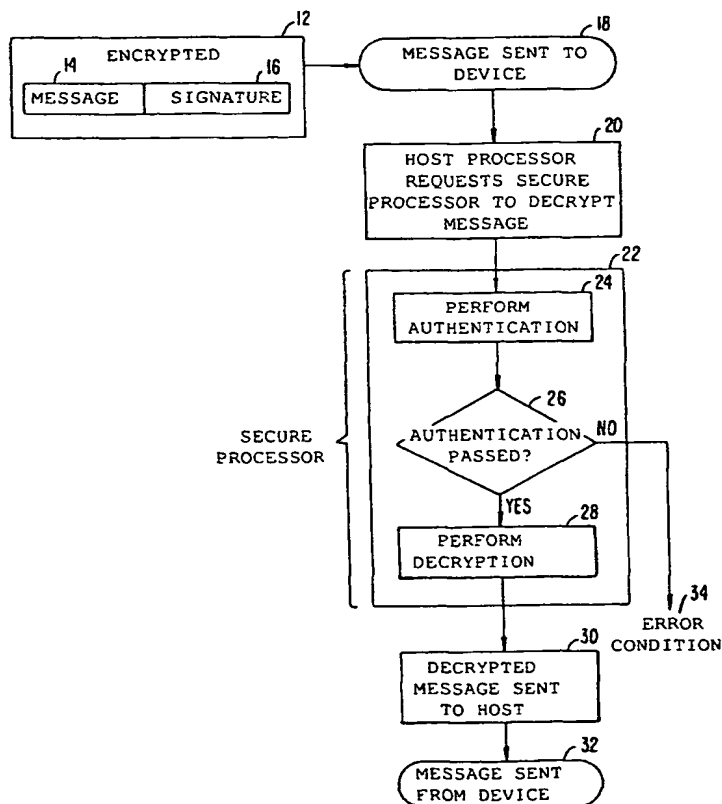 12
ENCRYPTED
14
16
MESSAGE
SIGNATURE
18
MESSAGE SENT TO
DEVICE
20
HOST PROCESSOR
REQUESTS SECURE
PROCESSOR TO DECRYPT
MESSAGE
22
24
PERFORM
AUTHENTICATION
26
AUTHENTICATION
PASSED?
NO
YES
SECURE
PROCESSOR
28
PERFORM
DECRYPTION
34
ERROR
CONDITION
30
DECRYPTED
MESSAGE SENT
TO HOST
32
MESSAGE SENT
FROM DEVICE